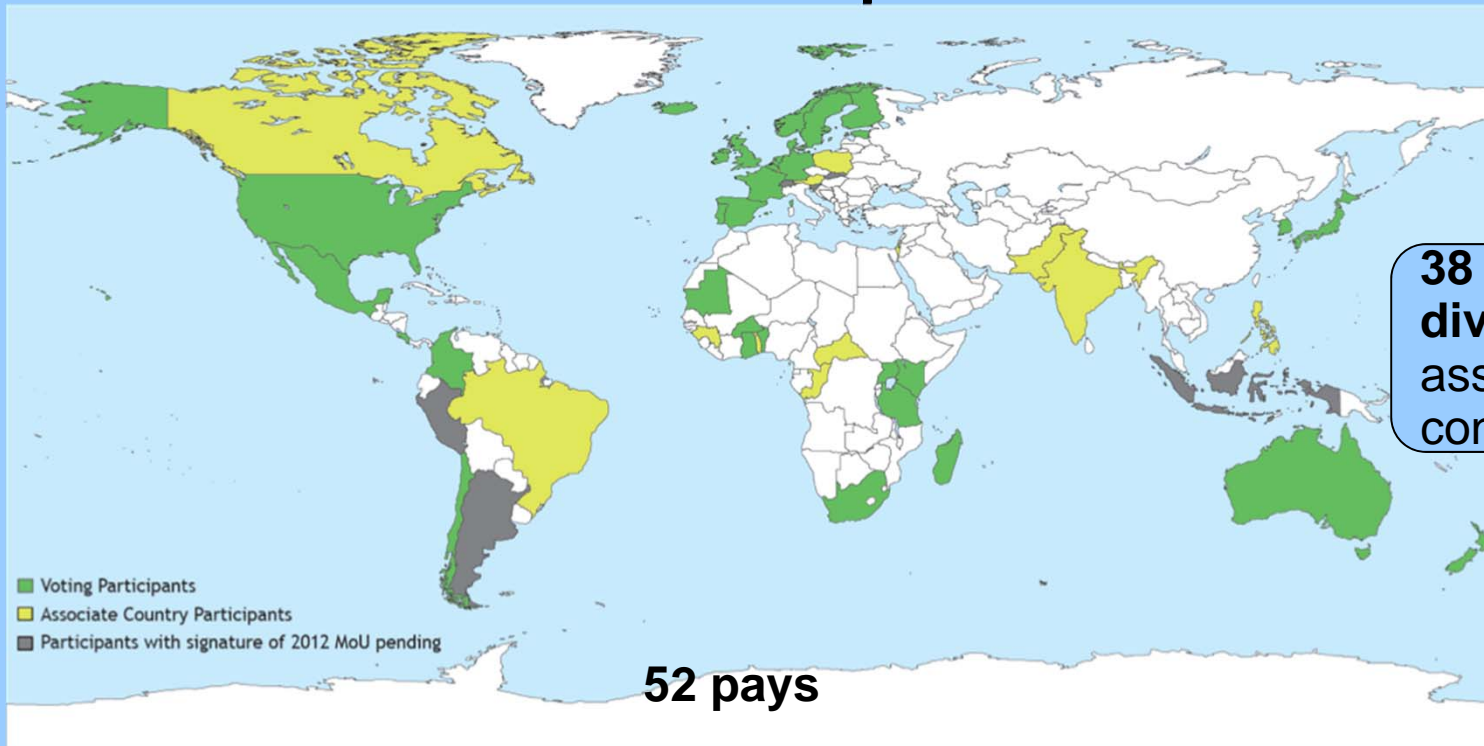 38
div
ass
con
Voting Participants
Associate Country Participants
Participants with signature of 2012 MoU pending
52 pays